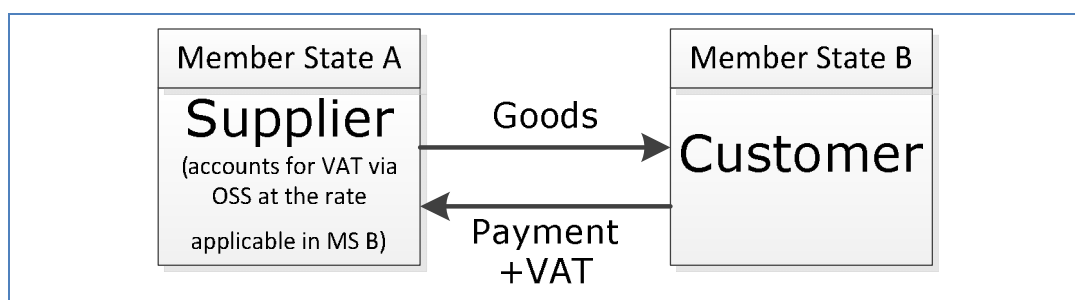 Member State A
Supplier
(accounts for VAT via
OSS at the rate
applicable in MS B)
Goods
Payment
+VAT
Member State B
Customer